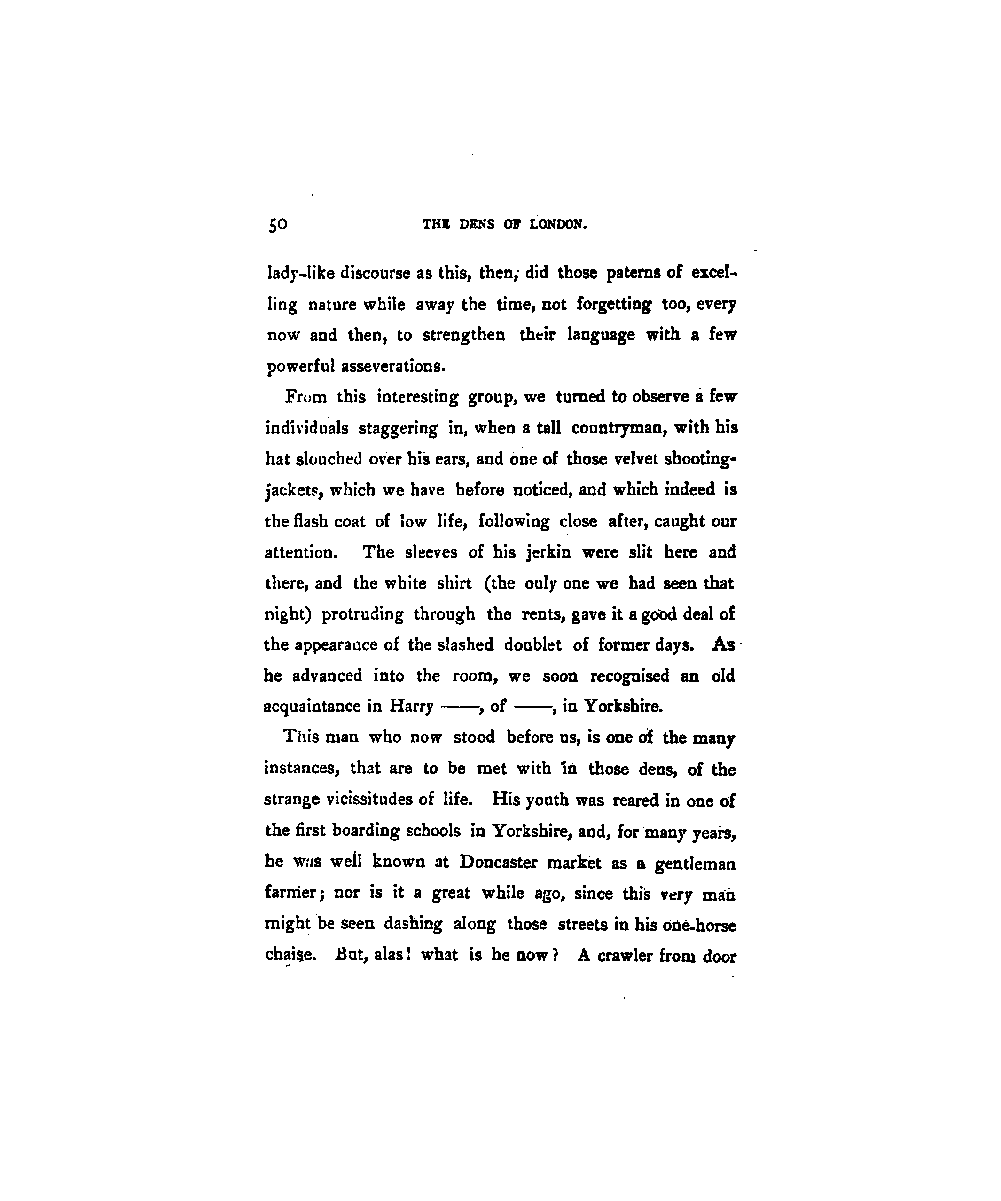 50 THE DENS OF LONDON.
lady-like discourse as this, then, did those paterns of excel-
ling nature while away the time, not forgetting too, every
now and then, to strengthen their language with a few
powerful asseverations.
From this interesting group, we turned to observe a few
individuals staggering in, when a tall countryman, with his
hat slouched over his ears, and one of those velvet shooting-
jackets, which we have before noticed, and which indeed is
the flash coat of low life, following close after, caught our
attention. The sleeves of his jerkin were slit here and
there, and the white shirt (the only one we had seen that
night) protruding through the rents, gave it a good deal of
the appearance of the slashed doublet of former days. As
he advanced into the room, we soon recognised an old
acquaintance in Harry ——, of ——, in Yorkshire.
This man who now stood before us, is one of the many
instances, that are to be met with in those dens, of the
strange vicissitudes of life. His youth was reared in one of
the first boarding schools in Yorkshire, and, for many years,
he was well known at Doncaster market as a gentleman
farmer; nor is it a great while ago, since this very man
might be seen dashing along those streets in his one-horse
chaise. But, alas! what is he now? A crawler from door